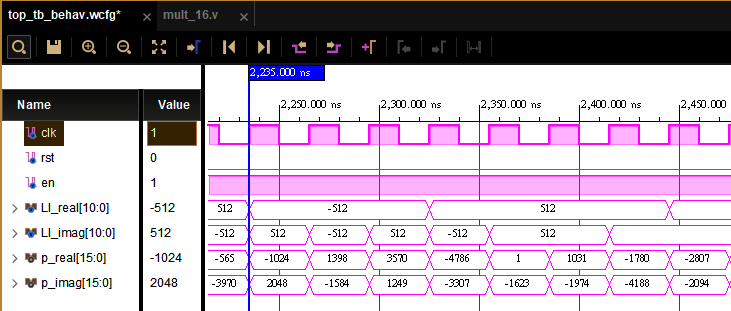 top_tb_behav.wcfg* × mult_16.v ×
2,235.000 ns
Name Value 2,250.000 ns 2,300.000 ns 2,350.000 ns 2,400.000 ns 2,450.000
clk 1
rst 0
en 1
LI_real[10:0] -512 512 -512 512
LI_imag[10:0] 512 -512 512 -512 512 -512 512
p_real[15:0] -1024 -565 -1024 1398 3570 -4786 1 1031 -1780 -2807
p_imag[15:0] 2048 -3970 2048 -1584 1249 -3307 -1623 -1974 -4188 -2094